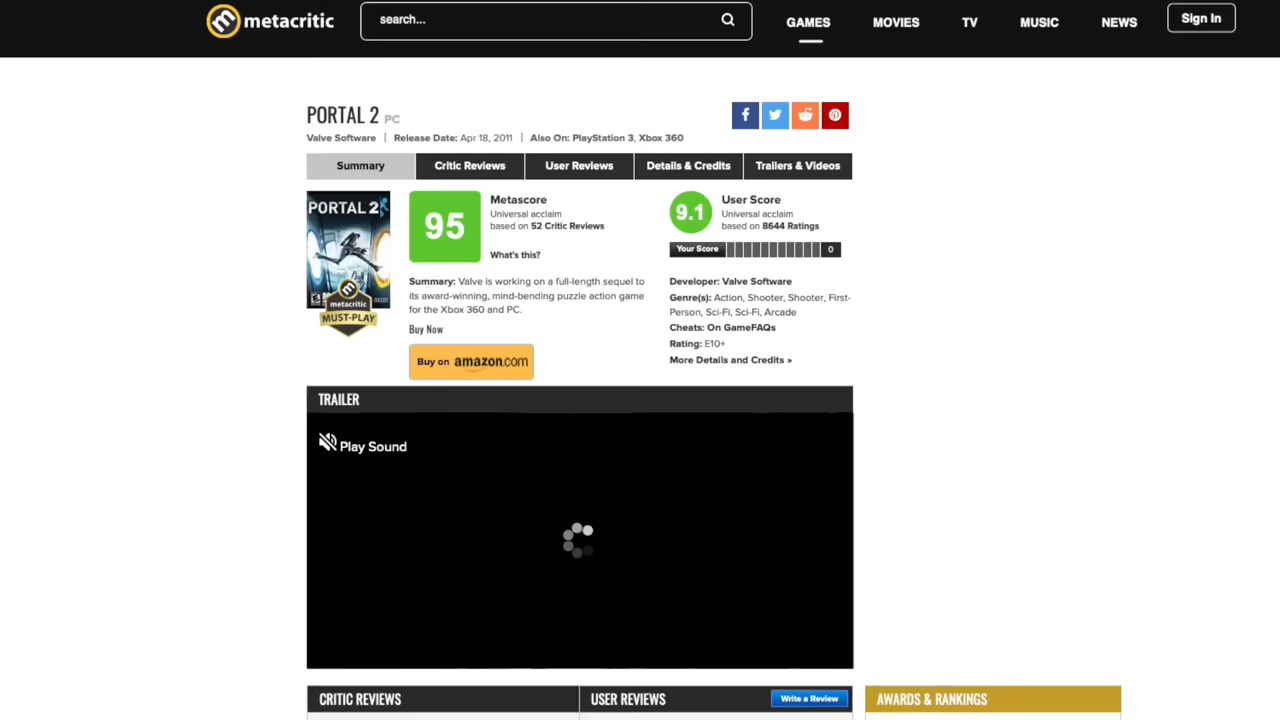 metacritic
search...
GAMES
MOVIES
TV
MUSIC
NEWS
Sign In
PORTAL 2 PC
Valve Software | Release Date: Apr 18, 2011 | Also On: PlayStation 3, Xbox 360
Summary
Critic Reviews
User Reviews
Details & Credits
Trailers & Videos
PORTAL 2
metacritic
MUST-PLAY
95
Metascore
Universal acclaim
based on 52 Critic Reviews
What's this?
Summary: Valve is working on a full-length sequel to
its award-winning, mind-bending puzzle action game
for the Xbox 360 and PC.
Buy Now
Buy on amazon.com
9.1
User Score
Universal acclaim
based on 8644 Ratings
Your Score
0
Developer: Valve Software
Genre(s): Action, Shooter, Shooter, First-
Person, Sci-Fi, Sci-Fi, Arcade
Cheats: On GameFAQs
Rating: E10+
More Details and Credits »
TRAILER
Play Sound
CRITIC REVIEWS
USER REVIEWS
Write a Review
AWARDS & RANKINGS